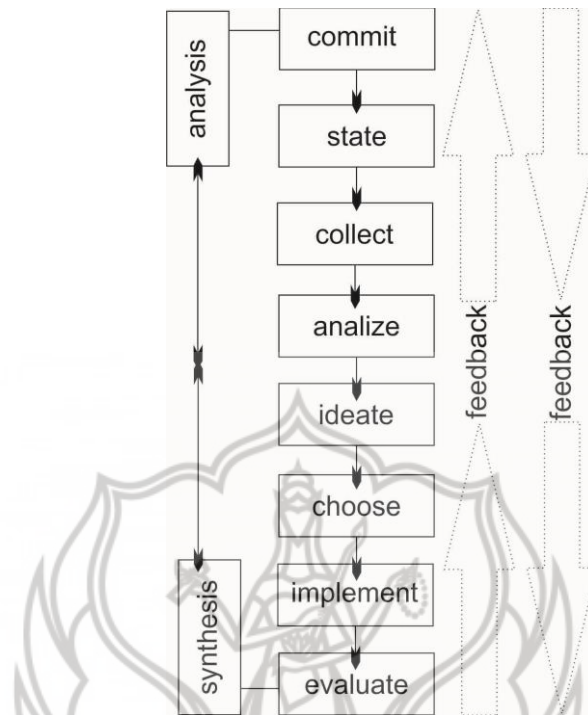 analysis
commit
state
collect
analize
feedback
feedback
ideate
choose
synthesis
implement
evaluate